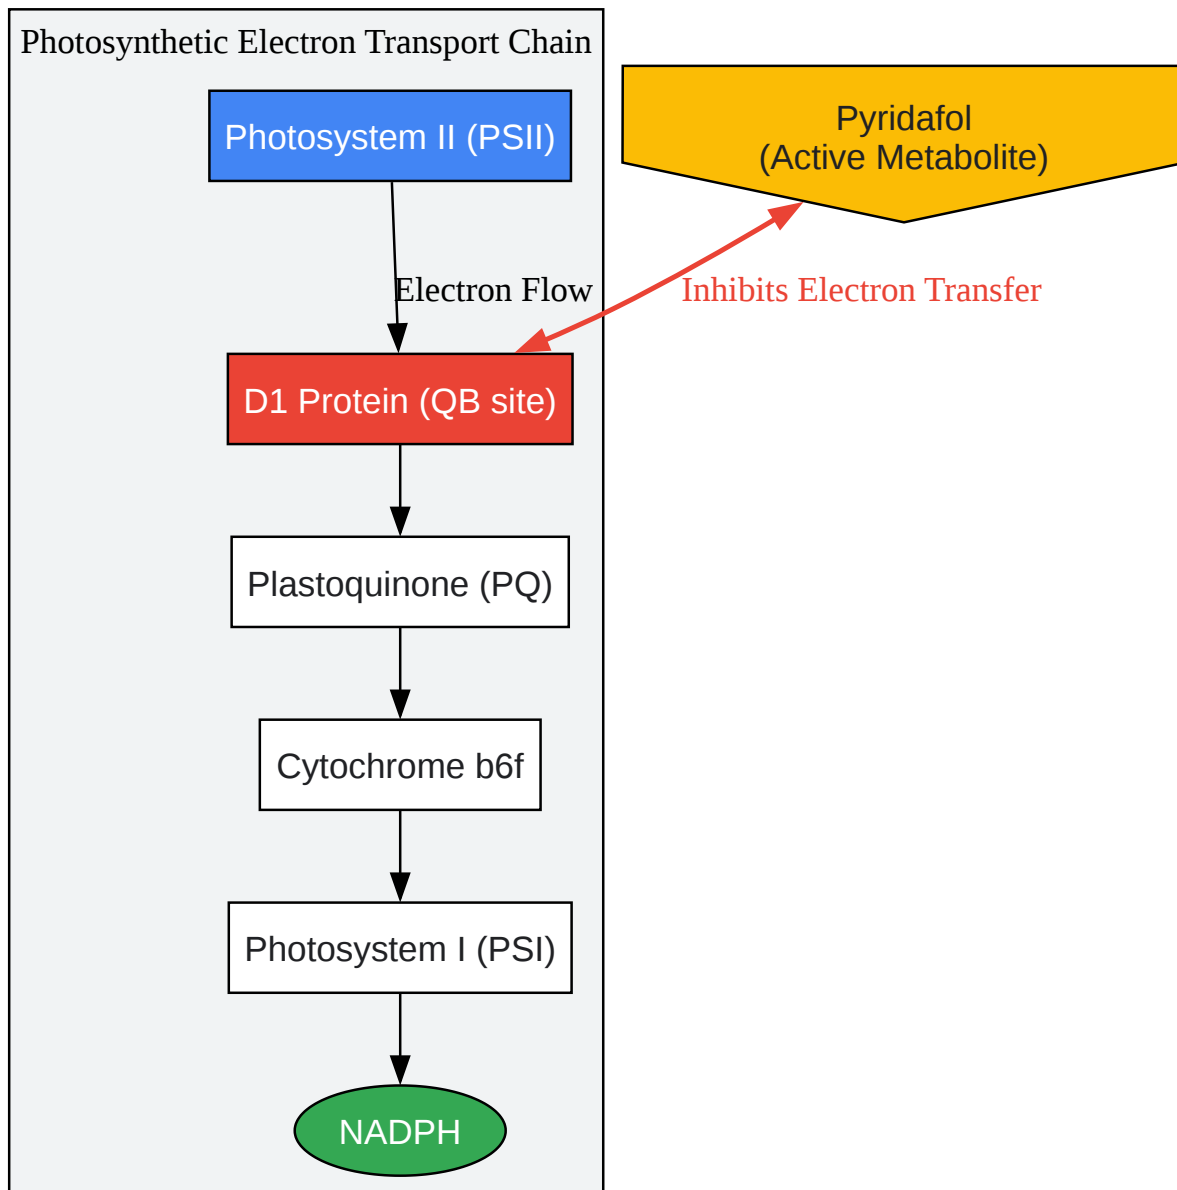 Photosynthetic Electron Transport Chain
Photosystem II (PSII)
Pyridafol
(Active Metabolite)
Electron Flow
Inhibits Electron Transfer
D1 Protein (QB site)
Plastoquinone (PQ)
Cytochrome b6f
Photosystem I (PSI)
NADPH